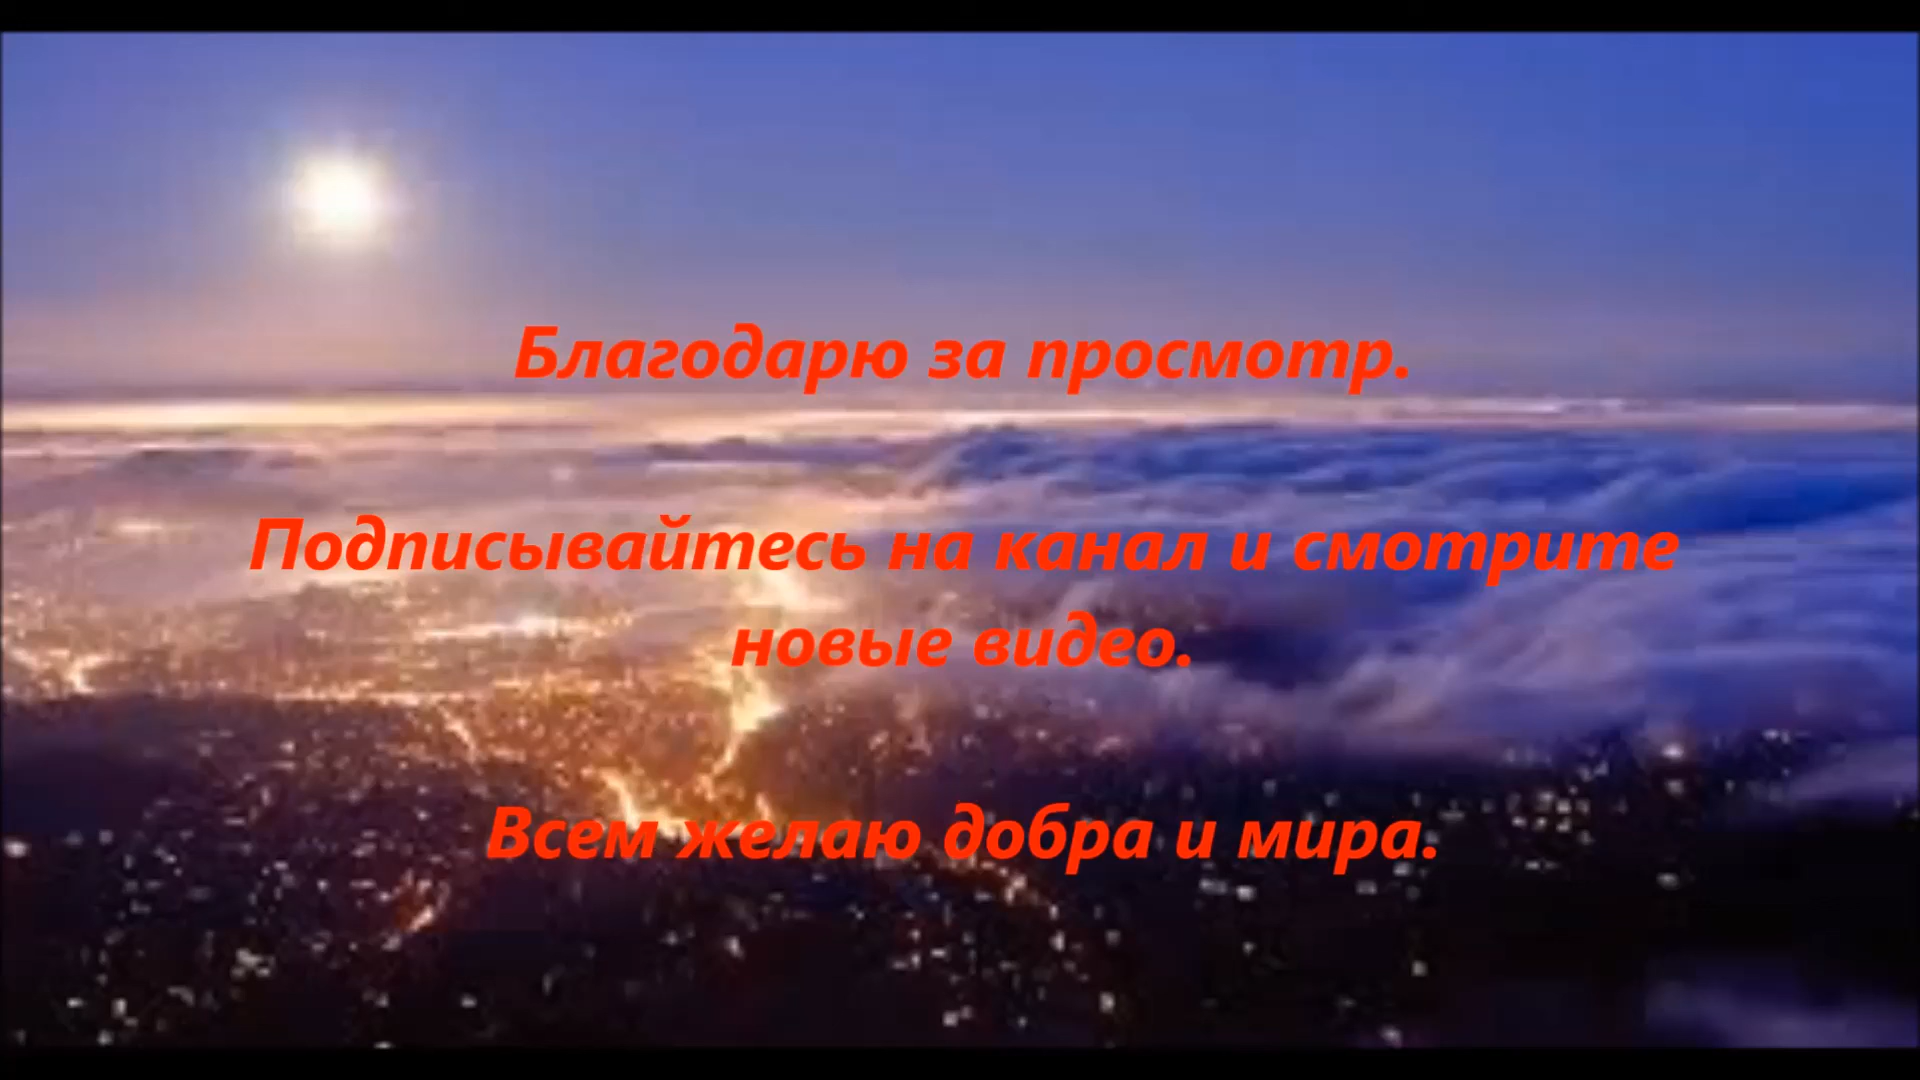 Благодарю за просмотр.
Подписывайтесь на канал и смотрите
новые видео.
Всем желаю добра и мира.